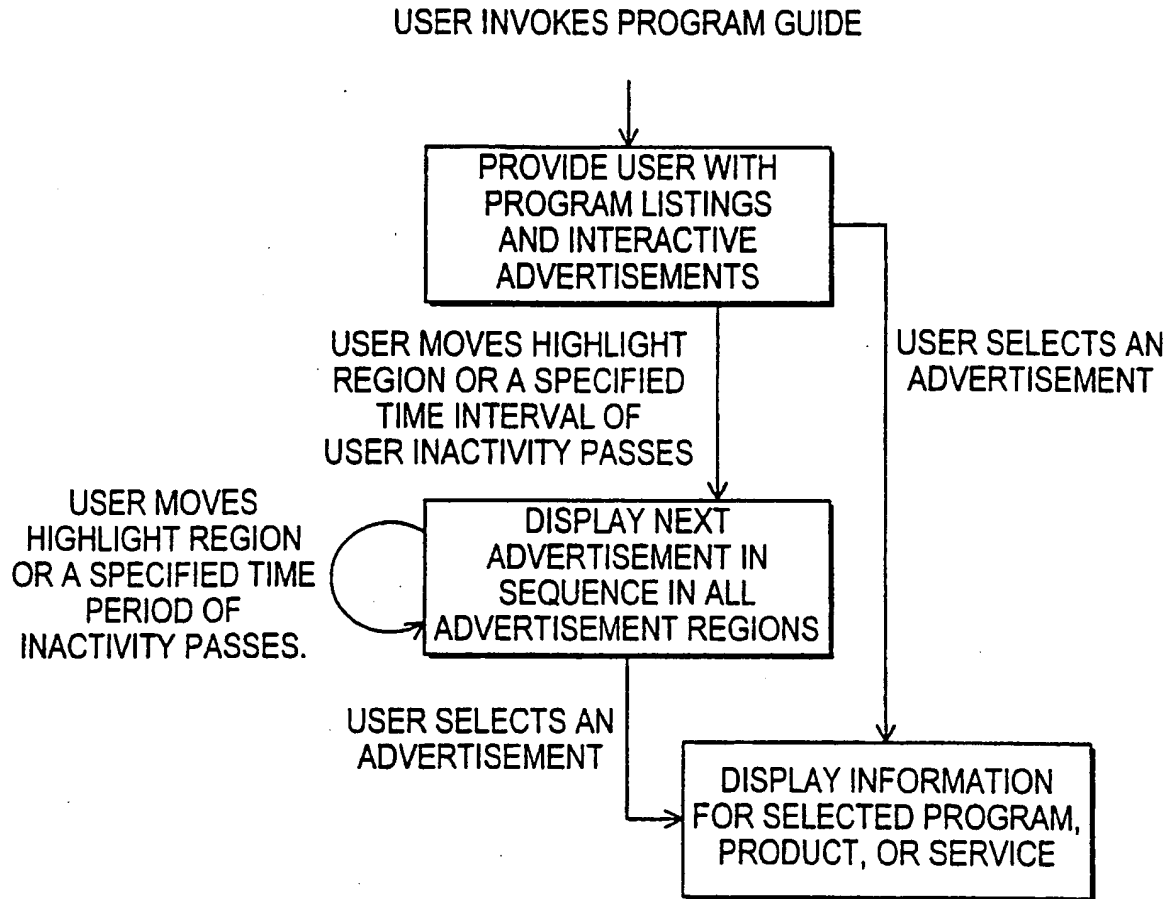 USER INVOKES PROGRAM GUIDE
PROVIDE USER WITH
PROGRAM LISTINGS
AND INTERACTIVE
ADVERTISEMENTS
USER MOVES HIGHLIGHT
REGION OR A SPECIFIED
TIME INTERVAL OF
USER INACTIVITY PASSES
USER SELECTS AN
ADVERTISEMENT
USER MOVES
HIGHLIGHT REGION
OR A SPECIFIED TIME
PERIOD OF
INACTIVITY PASSES.
DISPLAY NEXT
ADVERTISEMENT IN
SEQUENCE IN ALL
ADVERTISEMENT REGIONS
USER SELECTS AN
ADVERTISEMENT
DISPLAY INFORMATION
FOR SELECTED PROGRAM,
PRODUCT, OR SERVICE